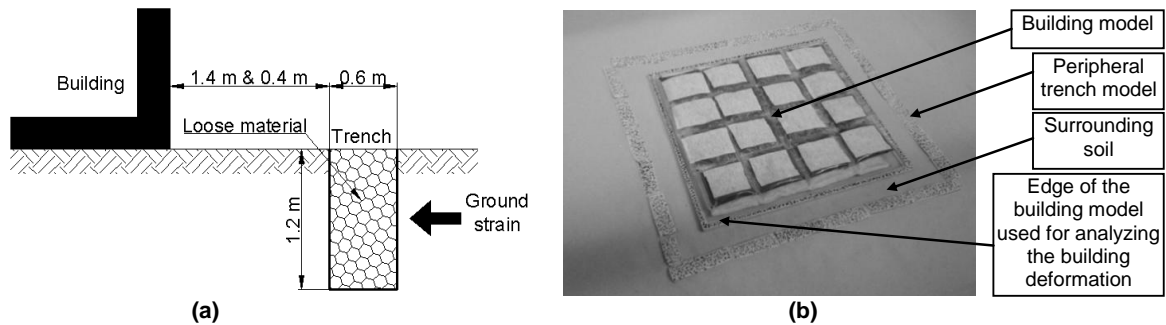 Building
1.4 m & 0.4 m
0.6 m
Loose material
Trench
1.2 m
Ground
strain
(a)
Building model
Peripheral
trench model
Surrounding
soil
Edge of the
building model
used for analyzing
the building
deformation
(b)